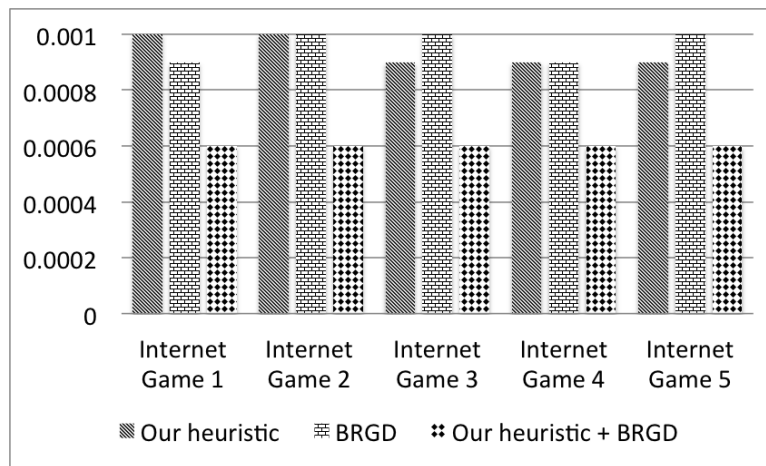 0.001
0.0008
0.0006
0.0004
0.0002
0
Internet Game 1
Internet Game 2
Internet Game 3
Internet Game 4
Internet Game 5
Our heuristic BRGD Our heuristic + BRGD